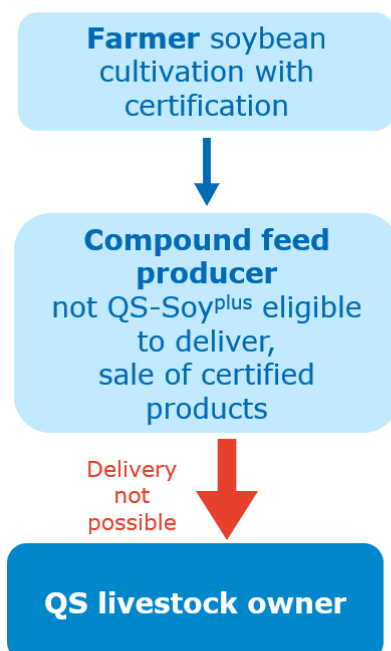 Farmer soybean
cultivation with
certification
Compound feed
producer
not QS-Soyplus eligible
to deliver,
sale of certified
products
Delivery
not
possible
QS livestock owner